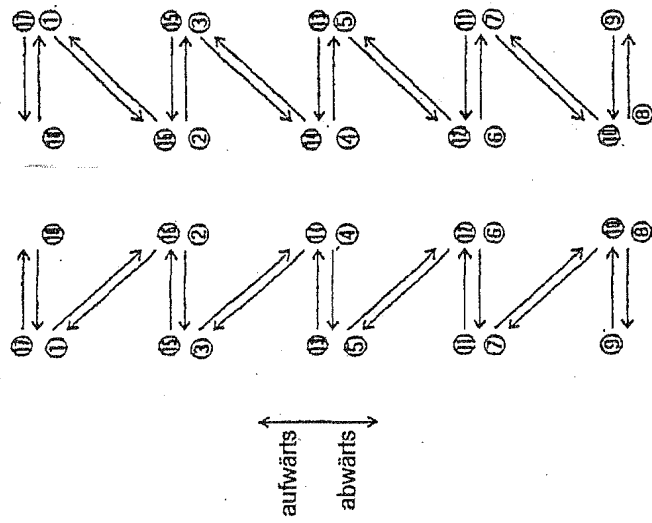 ⑰ ① ⑮ ③ ⑬ ⑤ ⑪ ⑦ ⑨
⑱ ⑯ ② ⑭ ④ ⑫ ⑥ ⑩ ⑧
⑱ ⑯ ② ⑭ ④ ⑫ ⑥ ⑩ ⑧
⑰ ① ⑮ ③ ⑬ ⑤ ⑪ ⑦ ⑨
aufwärts
abwärts